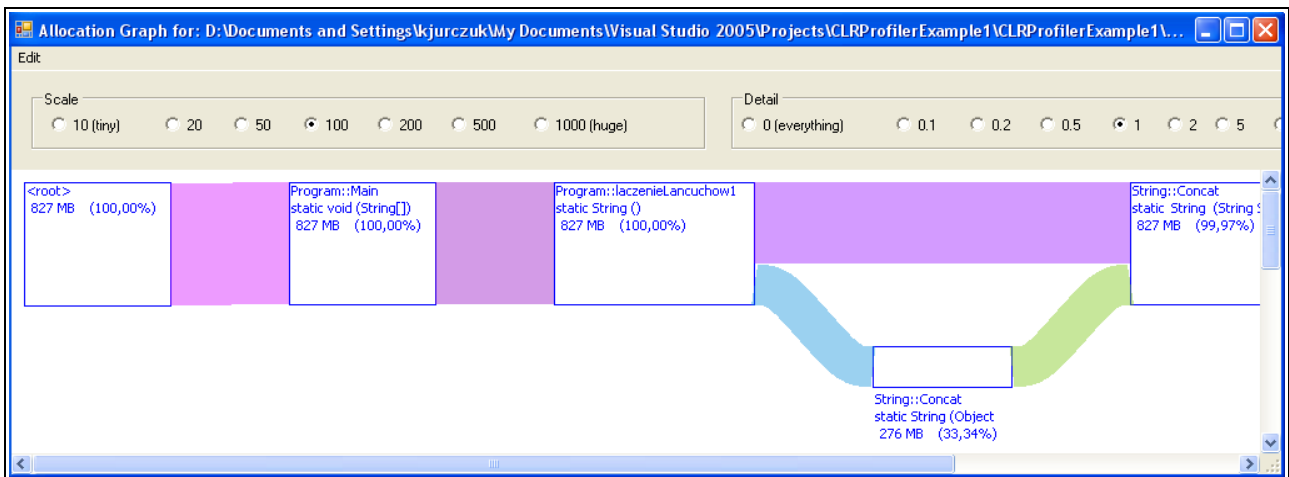 Allocation Graph for: D:\Documents and Settings\kjurczuk\My Documents\Visual Studio 2005\Projects\CLRProfilerExample1\CLRProfilerExample1\...
Edit
Scale
10 (tiny) 20 50 100 200 500 1000 (huge)
Detail
0 (everything) 0.1 0.2 0.5 1 2 5
<root>
827 MB (100,00%)
Program::Main
static void (String[])
827 MB (100,00%)
Program::laczenieLancuchow1
static String ()
827 MB (100,00%)
String::Concat
static String (String
827 MB (99,97%)
String::Concat
static String (Object
276 MB (33,34%)